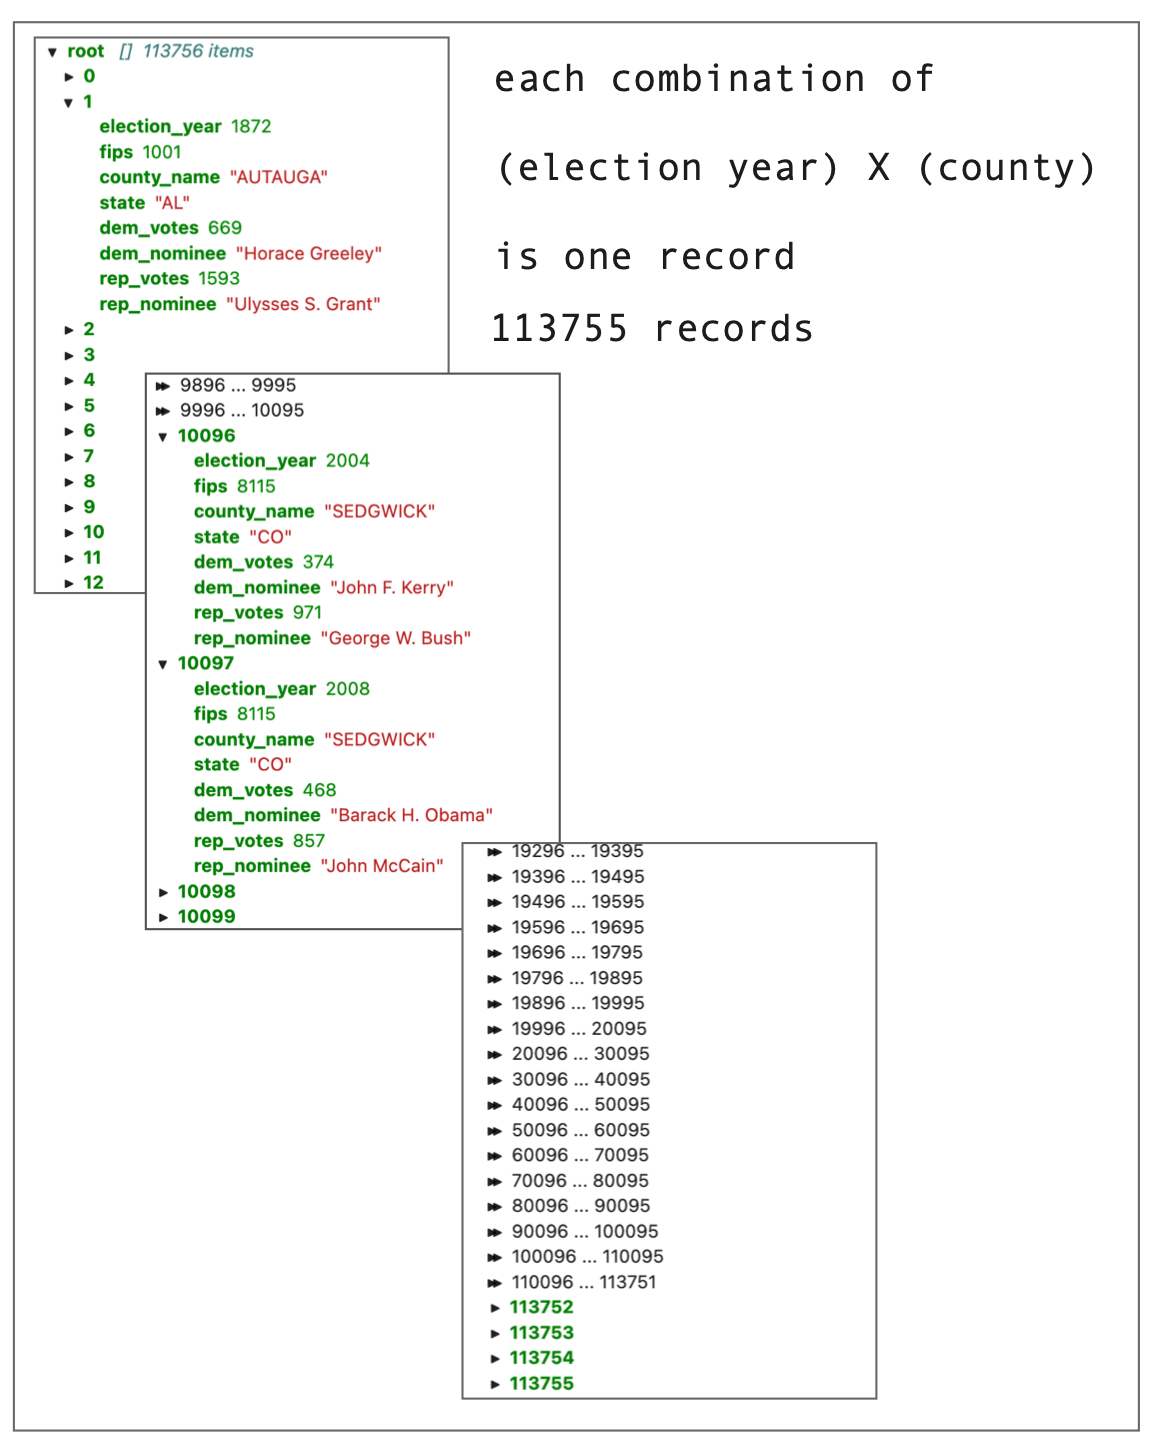 root [] 113756 items
0
1
election_year 1872
fips 1001
county_name "AUTAUGA"
state "AL"
dem_votes 669
dem_nominee "Horace Greeley"
rep_votes 1593
rep_nominee "Ulysses S. Grant"
2
3
4
5
6
7
8
9
10
11
12
each combination of
(election year) X (county)
is one record
113755 records
9896 ... 9995
9996 ... 10095
10096
election_year 2004
fips 8115
county_name "SEDGWICK"
state "CO"
dem_votes 374
dem_nominee "John F. Kerry"
rep_votes 971
rep_nominee "George W. Bush"
10097
election_year 2008
fips 8115
county_name "SEDGWICK"
state "CO"
dem_votes 468
dem_nominee "Barack H. Obama"
rep_votes 857
rep_nominee "John McCain"
10098
10099
19296 ... 19395
19396 ... 19495
19496 ... 19595
19596 ... 19695
19696 ... 19795
19796 ... 19895
19896 ... 19995
19996 ... 20095
20096 ... 30095
30096 ... 40095
40096 ... 50095
50096 ... 60095
60096 ... 70095
70096 ... 80095
80096 ... 90095
90096 ... 100095
100096 ... 110095
110096 ... 113751
113752
113753
113754
113755